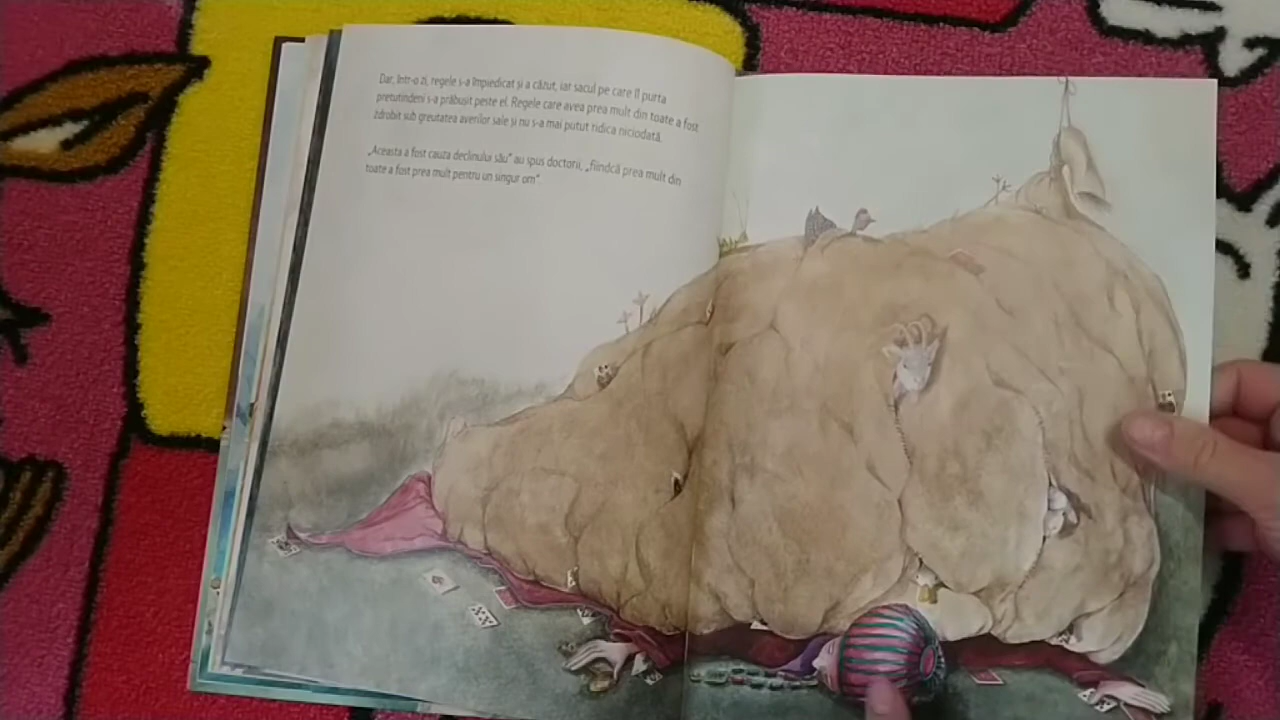 Dar, într-o zi, regele s-a împiedicat și a căzut, iar sacul pe care îl purta
pretutindeni s-a prăbușit peste el. Regele care avea prea mult din toate a fost
zdrobit sub greutatea averilor sale și nu s-a mai putut ridica niciodată.
„Aceasta a fost cauza declinului său” au spus doctorii, „fiindcă prea mult din
toate a fost prea mult pentru un singur om”.